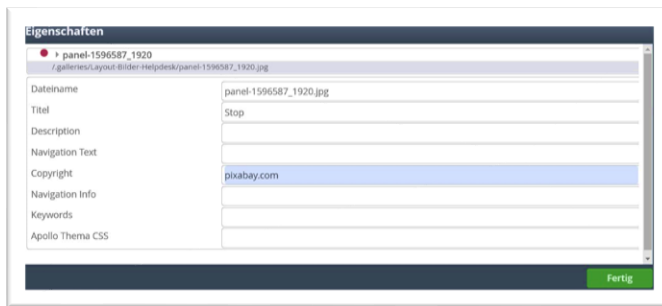 Eigenschaften
panel-1596587_1920
/.galleries/Layout-Bilder-Helpdesk/panel-1596587_1920.jpg
Dateiname panel-1596587_1920.jpg
Titel Stop
Description
Navigation Text
Copyright pixabay.com
Navigation Info
Keywords
Apollo Thema CSS
Fertig